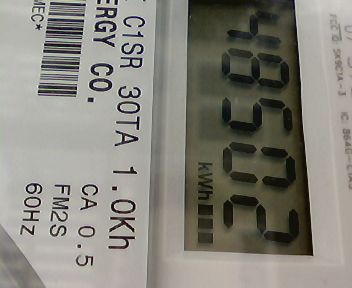 48502
kWh
C1SR 30TA 1.0Kh
ERGY CO.
CA 0.5
FM2S
MEC*
60HZ